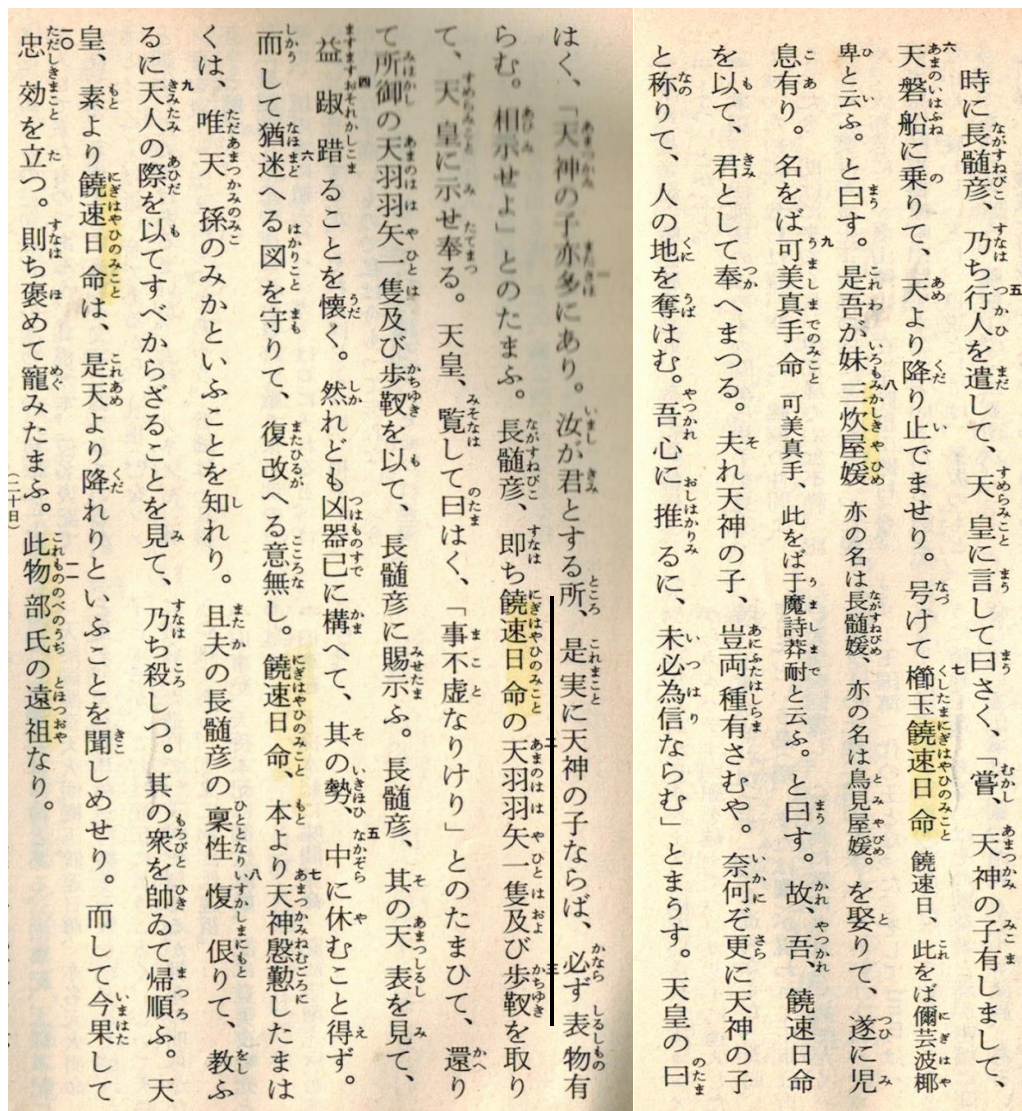 時に長髄彦、乃ち行人を遣して、天皇に言して曰さく、「嘗、天神の子有しまして、
天磐船に乗りて、天より降り止でませり。号けて櫛玉饒速日命 饒速日、此をば儞芸波椰
卑と云ふ。と曰す。是吾が妹三炊屋媛 亦の名は長髄媛、亦の名は鳥見屋媛。を娶りて、遂に児
息有り。名をば可美真手命 可美真手、此をば于魔詩莽耐と云ふ。と曰す。故、吾、饒速日命
を以て、君として奉へまつる。夫れ天神の子、豈両種有さむや。奈何ぞ更に天神の子
と称りて、人の地を奪はむ。吾心に推るに、未必為信ならむ」とまうす。天皇の曰
はく、「天神の子亦多にあり。汝が君とする所、是実に天神の子ならば、必ず表物有
らむ。相示せよ」とのたまふ。長髄彦、即ち饒速日命の天羽羽矢一隻及び歩靫を取り
て、天皇に示せ奉る。天皇、覧して曰はく、「事不虚なりけり」とのたまひて、還り
て所御の天羽羽矢一隻及び歩靫を以て、長髄彦に賜示ふ。長髄彦、其の天表を見て、
益踧踖ることを懐く。然れども凶器已に構へて、其の勢、中に休むこと得ず。
而して猶迷へる図を守りて、復改へる意無し。饒速日命、本より天神慇懃したまは
くは、唯天孫のみかといふことを知れり。且夫の長髄彦の稟性愎佷りて、教ふ
るに天人の際を以てすべからざることを見て、乃ち殺しつ。其の衆を帥ゐて帰順ふ。天
皇、素より饒速日命は、是天より降れりといふことを聞しめせり。而して今果して
忠効を立つ。則ち褒めて寵みたまふ。此物部氏の遠祖なり。
(二十日)